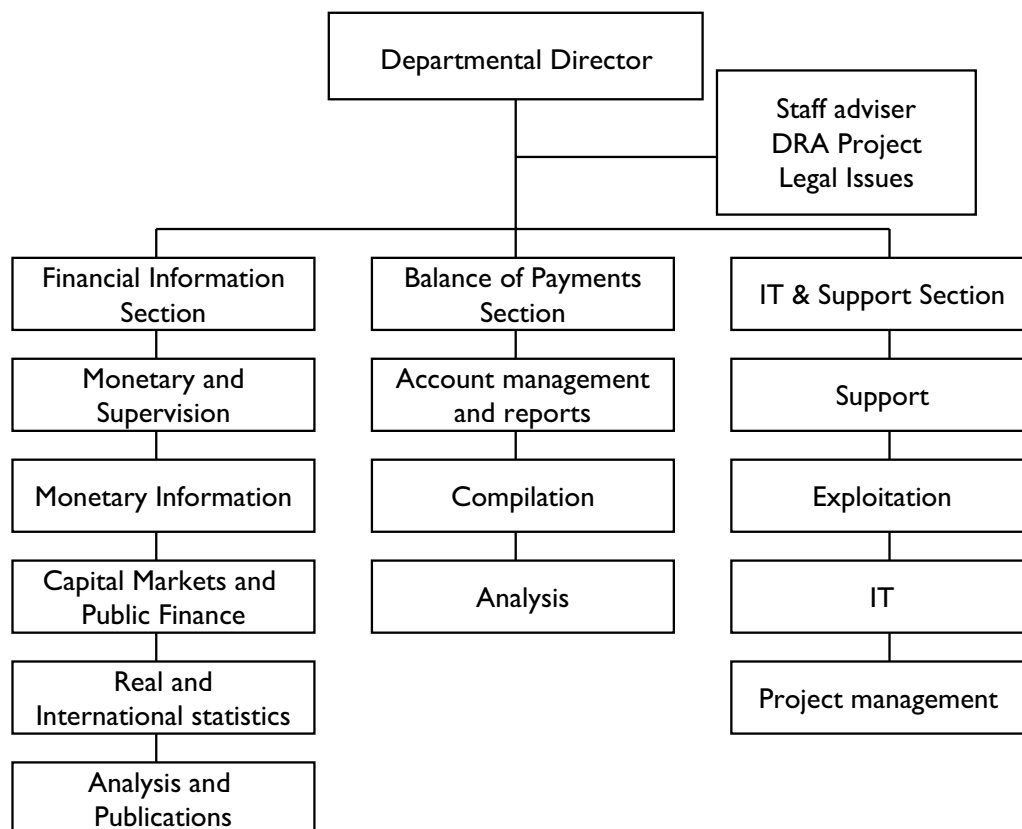 Departmental Director
Staff adviser
DRA Project
Legal Issues
Financial Information
Section
Monetary and
Supervision
Monetary Information
Capital Markets and
Public Finance
Real and
International statistics
Analysis and
Publications
Balance of Payments
Section
Account management
and reports
Compilation
Analysis
IT & Support Section
Support
Exploitation
IT
Project management